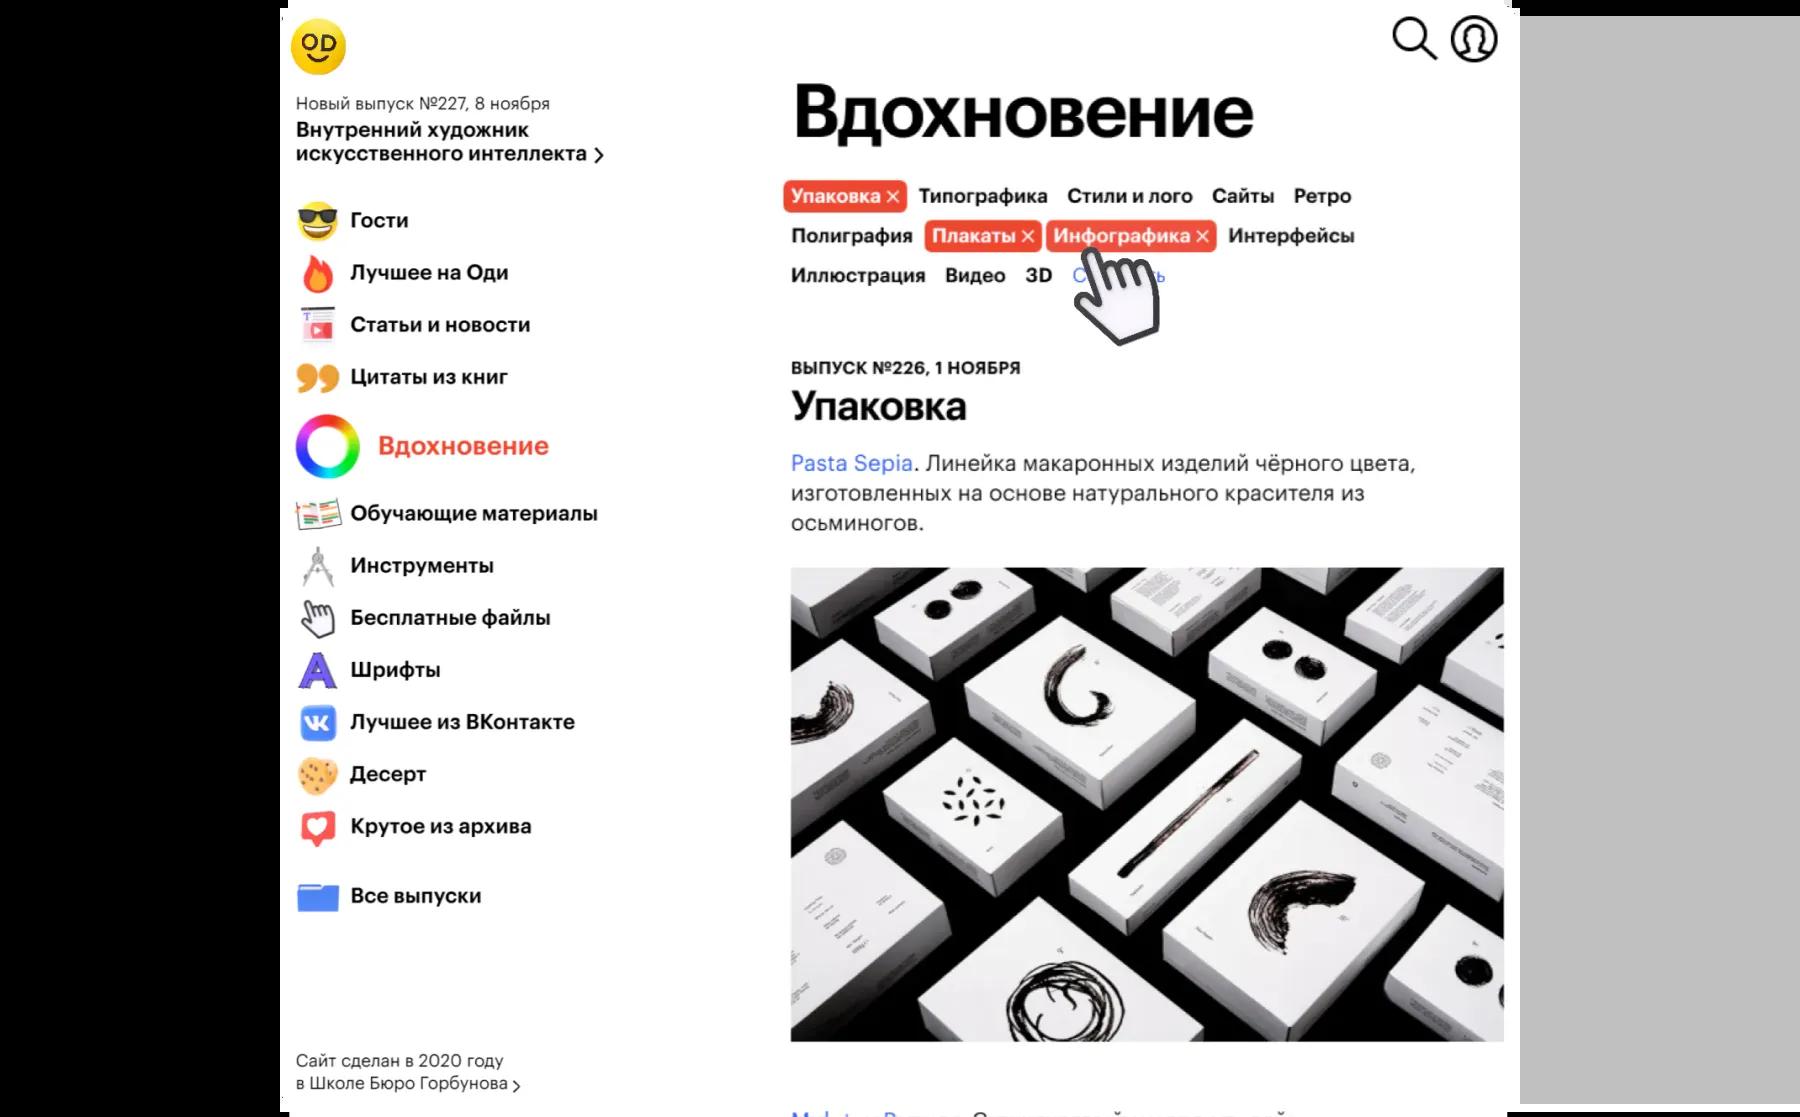 OD
Новый выпуск №227, 8 ноября
Внутренний художник
искусственного интеллекта >
Гости
Лучшее на Оди
Статьи и новости
Цитаты из книг
Вдохновение
Обучающие материалы
Инструменты
Бесплатные файлы
Шрифты
Лучшее из ВКонтакте
Десерт
Крутое из архива
Все выпуски
Сайт сделан в 2020 году
в Школе Бюро Горбунова >
Вдохновение
Упаковка × Типографика Стили и лого Сайты Ретро
Полиграфия Плакаты × Инфографика × Интерфейсы
Иллюстрация Видео 3D
ВЫПУСК №226, 1 НОЯБРЯ
Упаковка
Pasta Sepia. Линейка макаронных изделий чёрного цвета,
изготовленных на основе натурального красителя из
осьминогов.